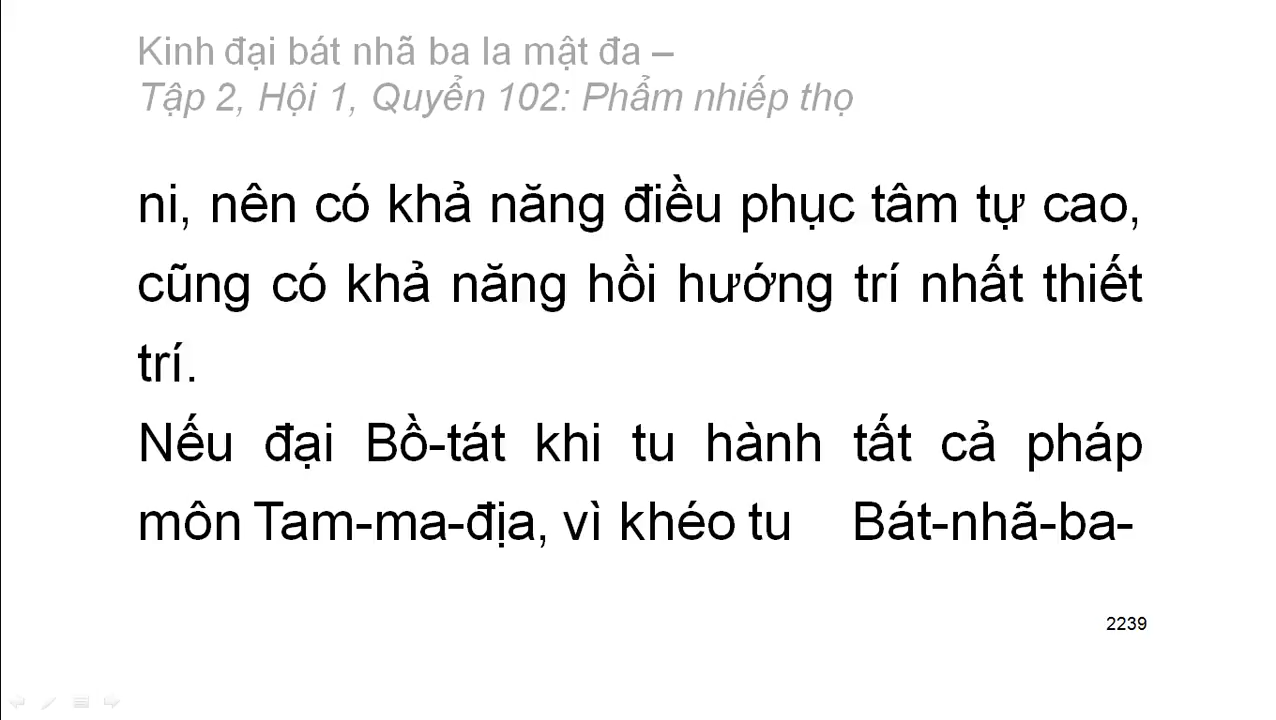 Kinh đại bát nhã ba la mật đa –
Tập 2, Hội 1, Quyển 102: Phẩm nhiếp thọ
ni, nên có khả năng điều phục tâm tự cao,
cũng có khả năng hồi hướng trí nhất thiết
trí.
Nếu đại Bồ-tát khi tu hành tất cả pháp
môn Tam-ma-địa, vì khéo tu Bát-nhã-ba-
2239